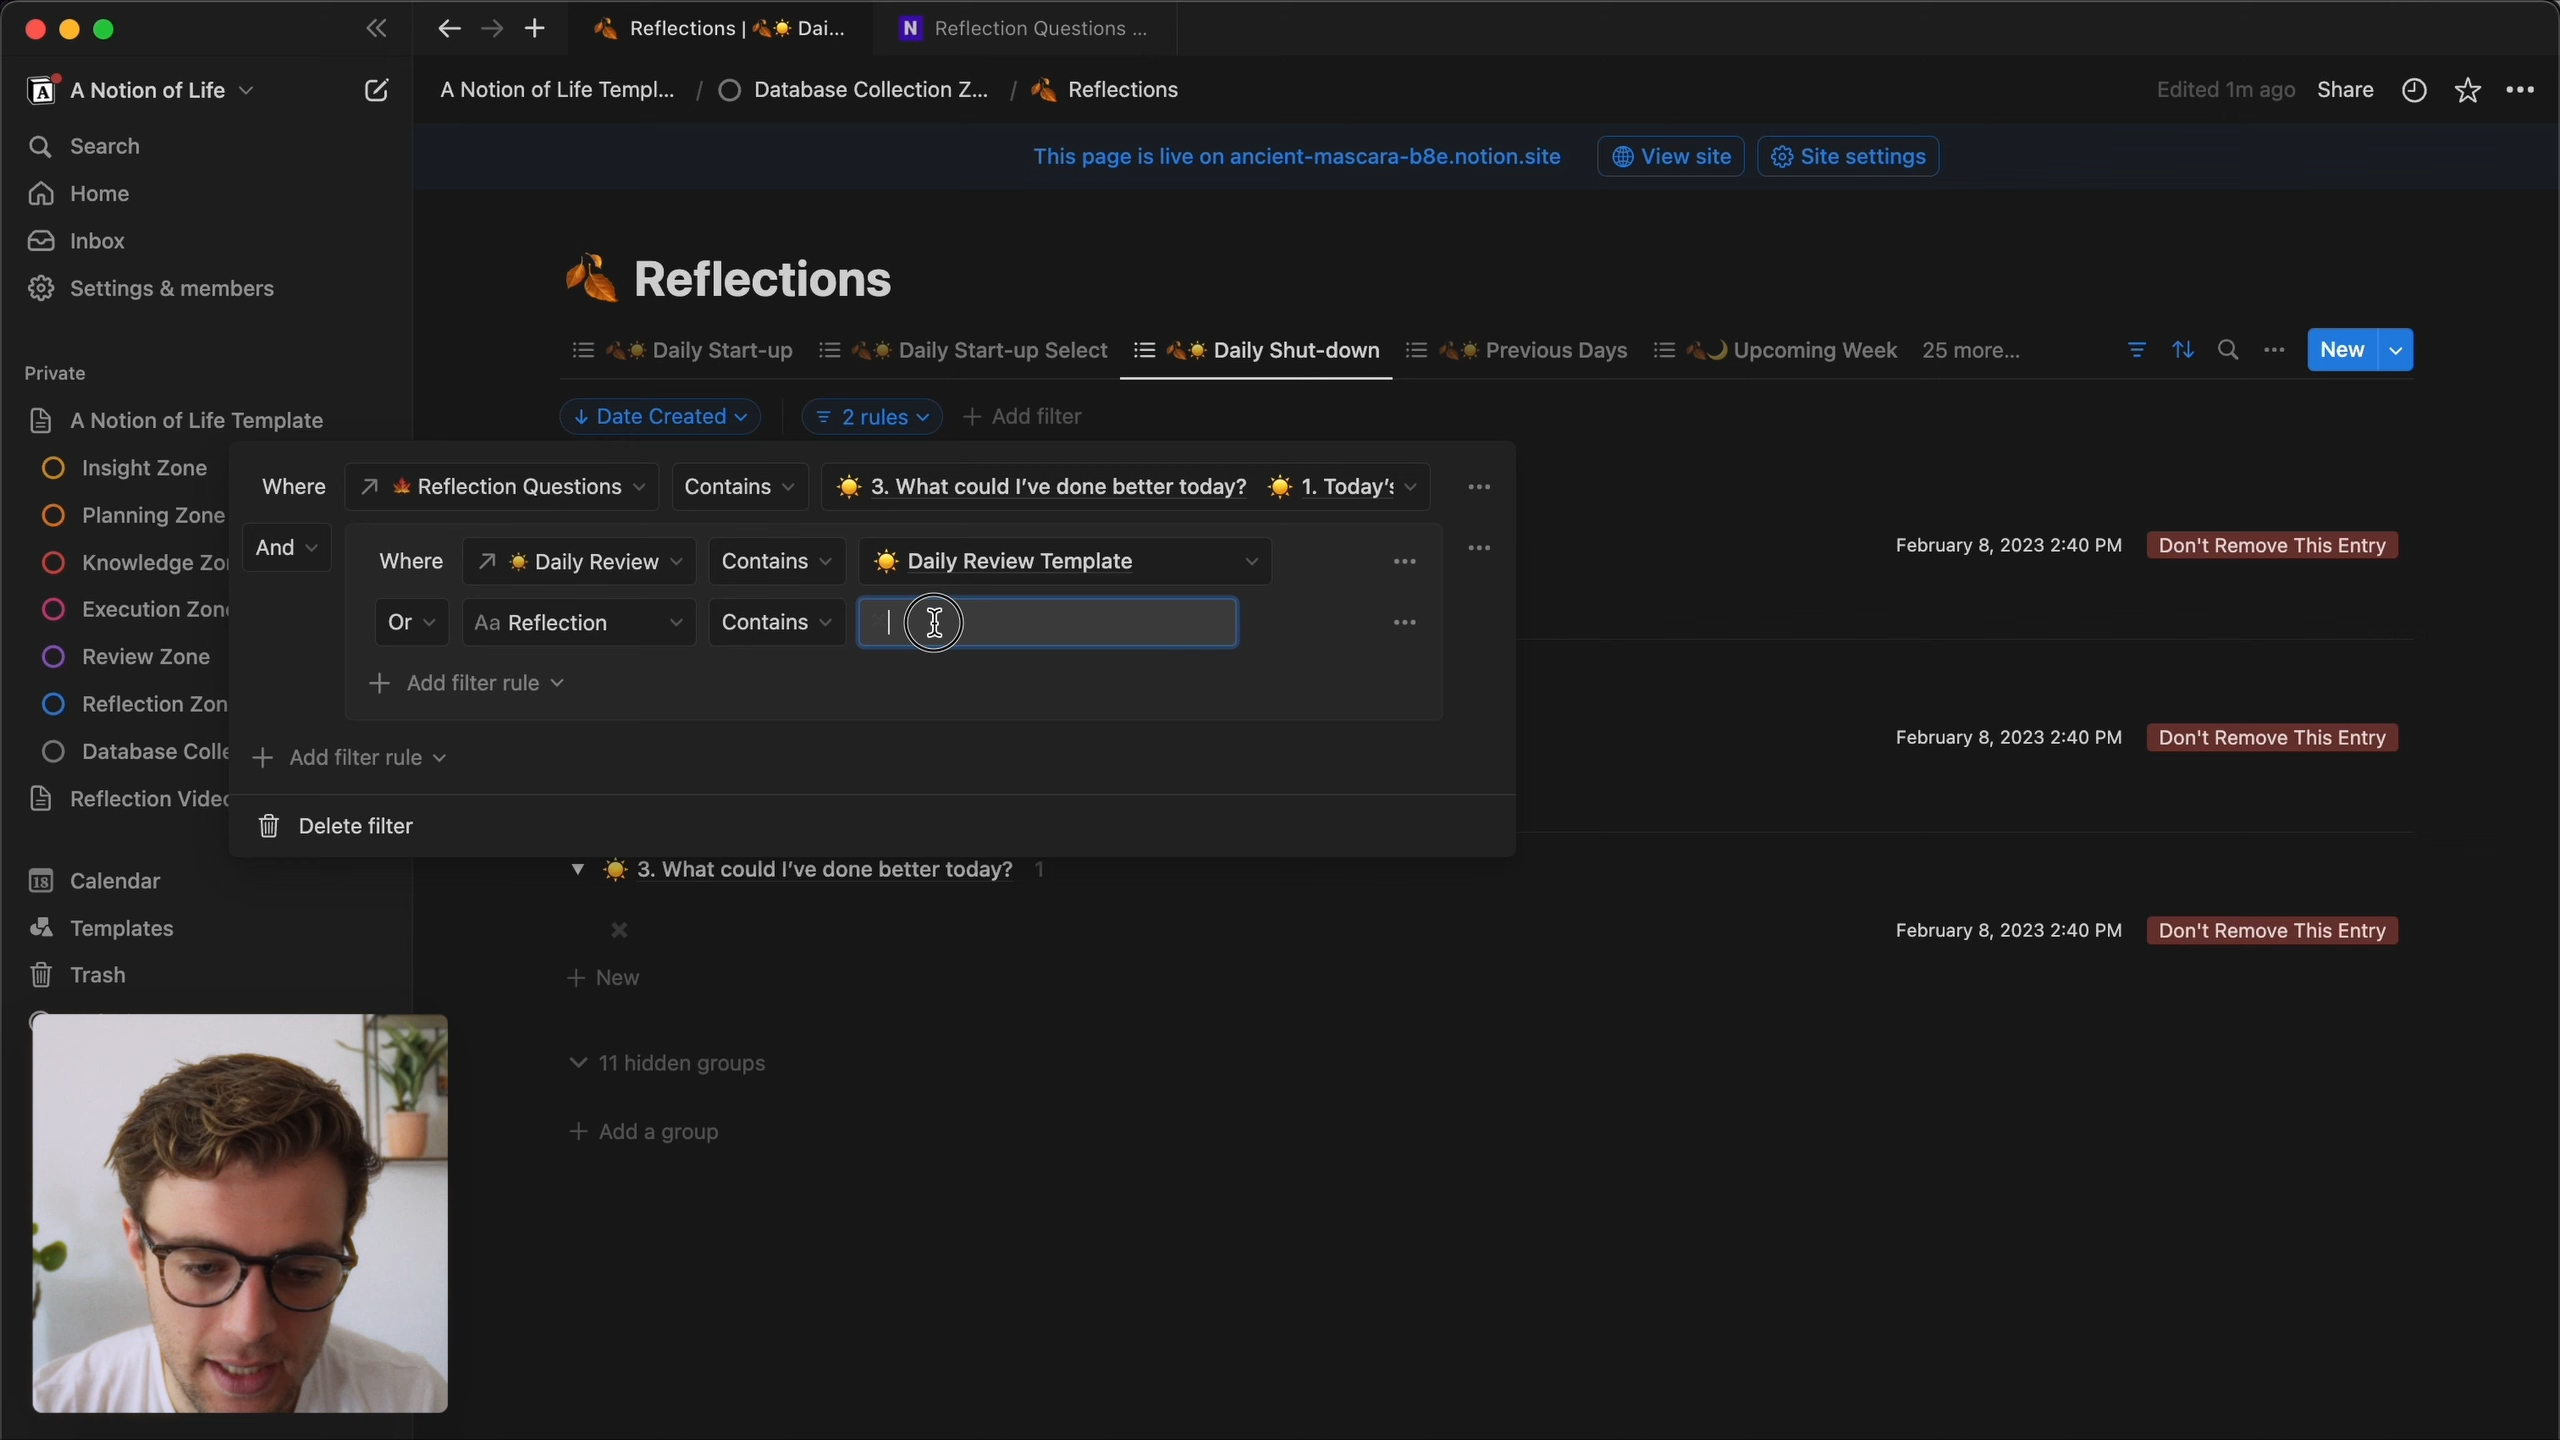 Reflections | Dai...
Reflection Questions ...
A Notion of Life
A Notion of Life Templ... / Database Collection Z... / Reflections
Edited 1m ago
Share
Search
Home
Inbox
Settings & members
This page is live on ancient-mascara-b8e.notion.site
View site
Site settings
Private
A Notion of Life Template
Insight Zone
Planning Zone
Knowledge Zo
Execution Zon
Review Zone
Reflection Zon
Database Colle
Reflection Vide
Calendar
Templates
Trash
Reflections
Daily Start-up
Daily Start-up Select
Daily Shut-down
Previous Days
Upcoming Week
25 more...
New
Date Created
2 rules
Add filter
Where
Reflection Questions
Contains
3. What could I've done better today?
1. Today's
And
Where
Daily Review
Contains
Daily Review Template
Or
Aa Reflection
Contains
Add filter rule
Add filter rule
Delete filter
February 8, 2023 2:40 PM
Don't Remove This Entry
February 8, 2023 2:40 PM
Don't Remove This Entry
3. What could I've done better today? 1
February 8, 2023 2:40 PM
Don't Remove This Entry
New
11 hidden groups
Add a group